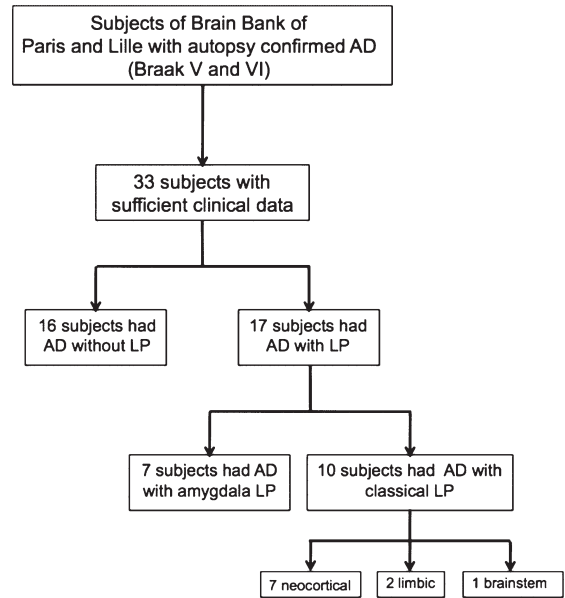 Subjects of Brain Bank of
Paris and Lille with autopsy confirmed AD
(Braak V and VI)
33 subjects with
sufficient clinical data
16 subjects had
AD without LP
17 subjects had
AD with LP
7 subjects had AD
with amygdala LP
10 subjects had AD with
classical LP
7 neocortical
2 limbic
1 brainstem